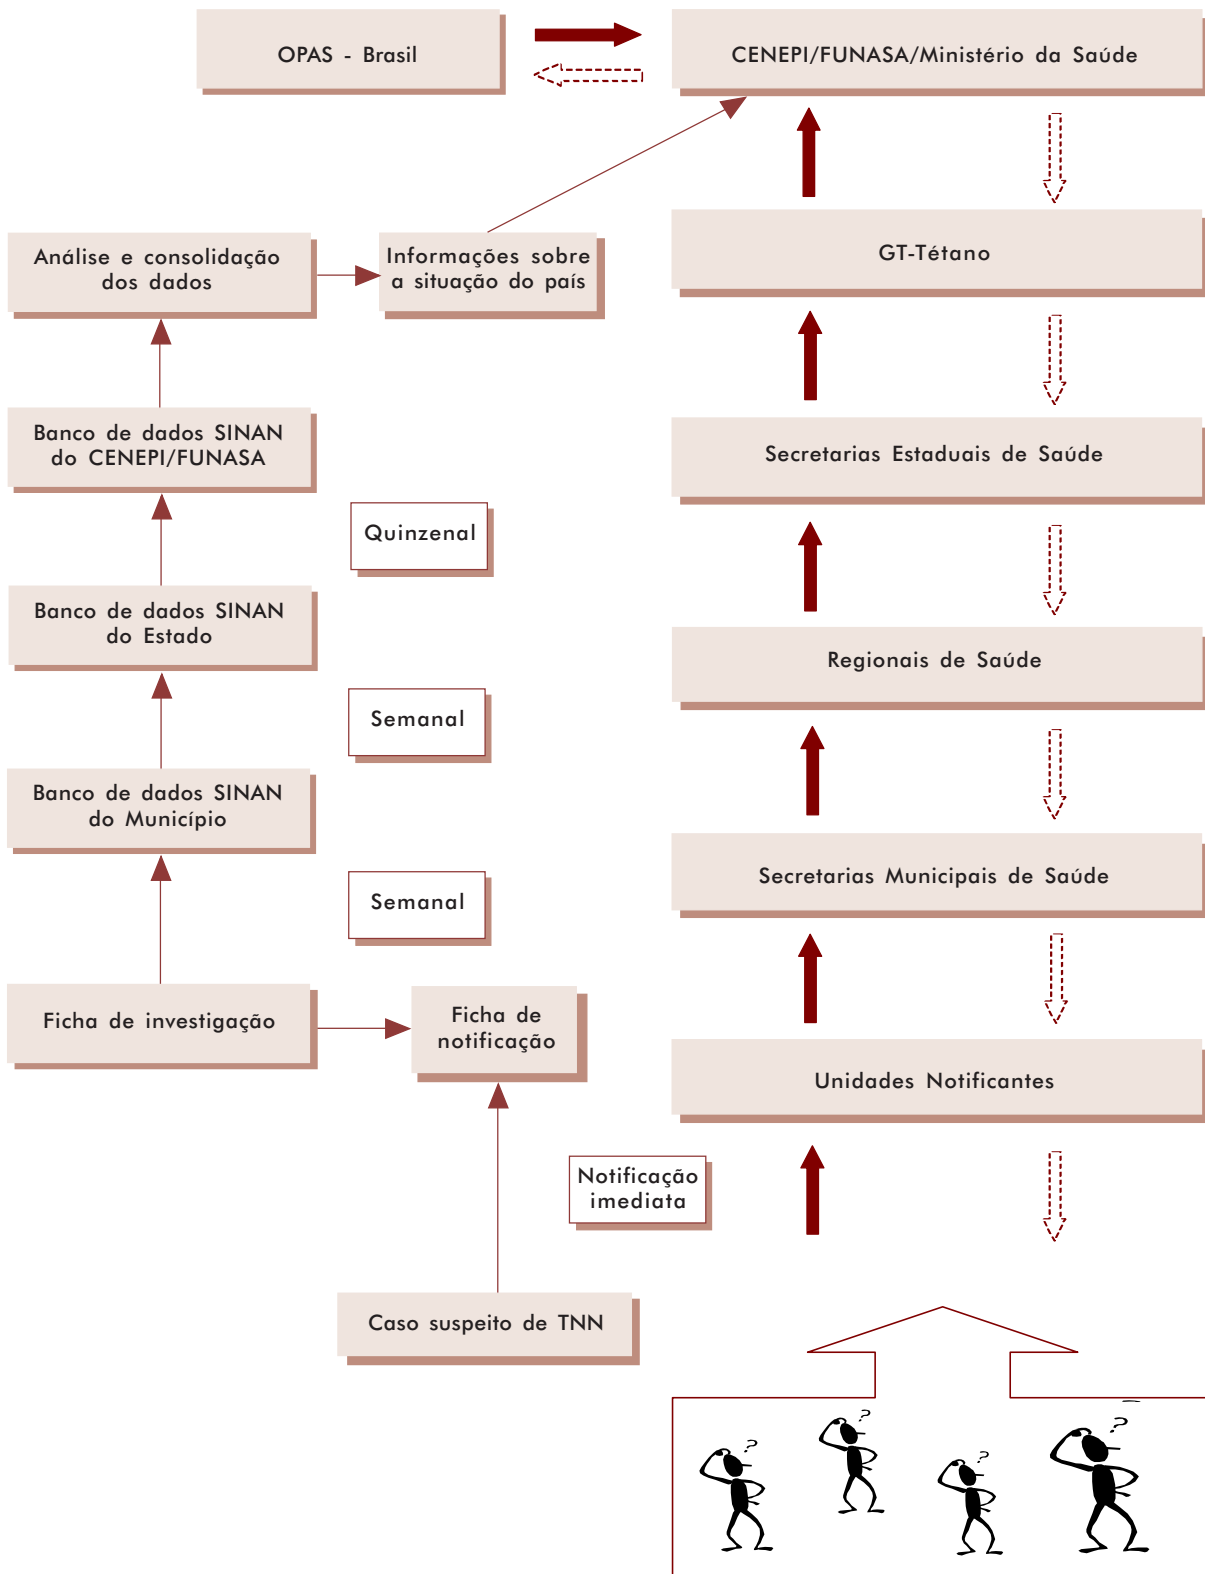 OPAS - Brasil
CENEPI/FUNASA/Ministério da Saúde
Análise e consolidação
dos dados
Informações sobre
a situação do país
GT-Tétano
Banco de dados SINAN
do CENEPI/FUNASA
Secretarias Estaduais de Saúde
Quinzenal
Banco de dados SINAN
do Estado
Regionais de Saúde
Semanal
Banco de dados SINAN
do Município
Secretarias Municipais de Saúde
Semanal
Ficha de investigação
Ficha de
notificação
Unidades Notificantes
Notificação
imediata
Caso suspeito de TNN
?
?
?
?